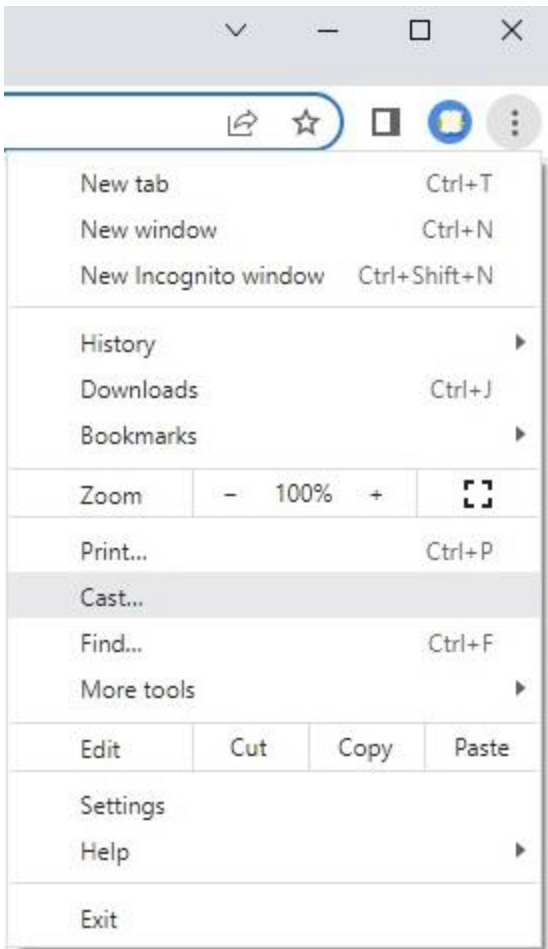 New tab Ctrl+T
New window Ctrl+N
New Incognito window Ctrl+Shift+N
History
Downloads Ctrl+J
Bookmarks
Zoom - 100% +
Print... Ctrl+P
Cast...
Find... Ctrl+F
More tools
Edit Cut Copy Paste
Settings
Help
Exit